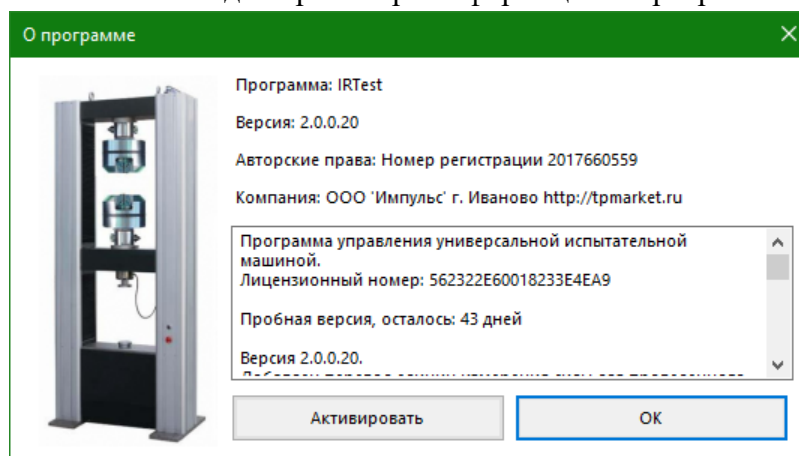 О программе
Программа: IRTest
Версия: 2.0.0.20
Авторские права: Номер регистрации 2017660559
Компания: ООО 'Импульс' г. Иваново http://tpmarket.ru
Программа управления универсальной испытательной
машиной.
Лицензионный номер: 562322E60018233E4EA9
Пробная версия, осталось: 43 дней
Версия 2.0.0.20.
Активировать
ОК